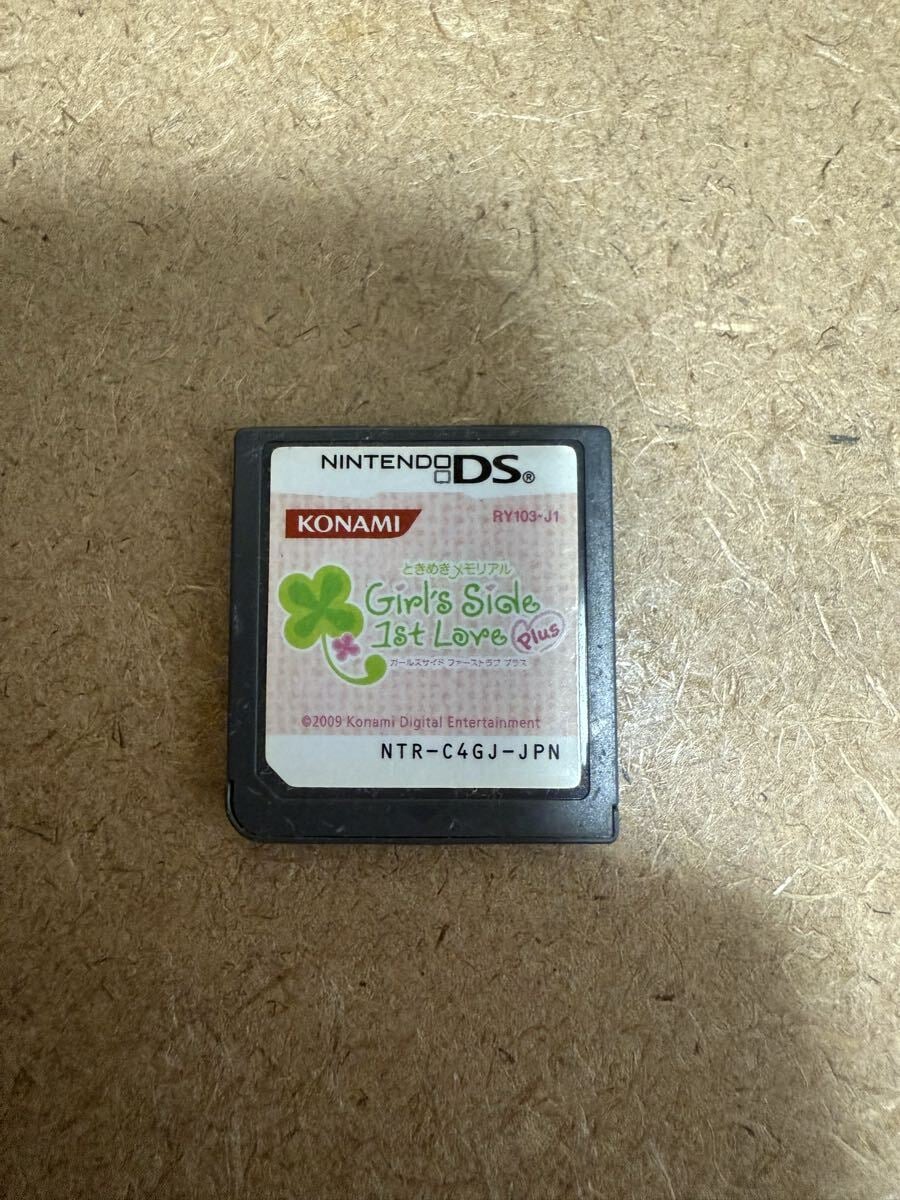 NINTENDO DS®
KONAMI
RY103-J1
ときめきメモリアル
Girl's Side
1st Love Plus
ガールズサイド ファーストラブ プラス
©2009 Konami Digital Entertainment
NTR-C4GJ-JPN